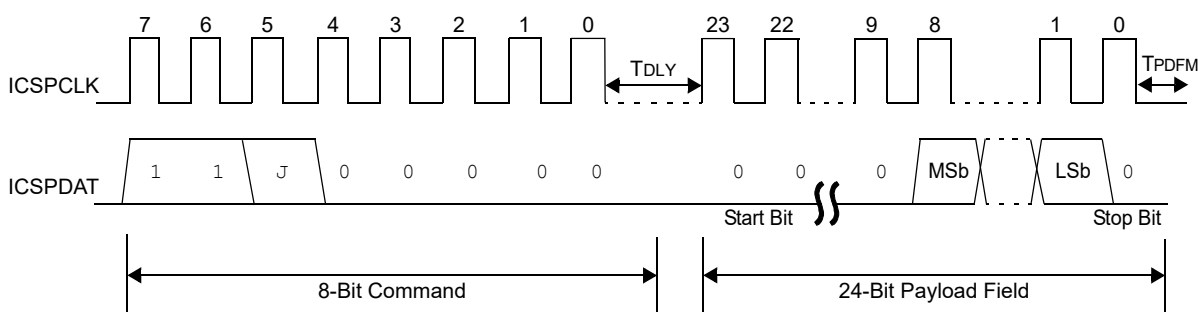 7 6 5 4 3 2 1 0 23 22 9 8 1 0
TDLY TPDFM
ICSPCLK
1 1 J 0 0 0 0 0 0 0 0 MSb LSb 0
ICSPDAT
Start Bit Stop Bit
8-Bit Command 24-Bit Payload Field